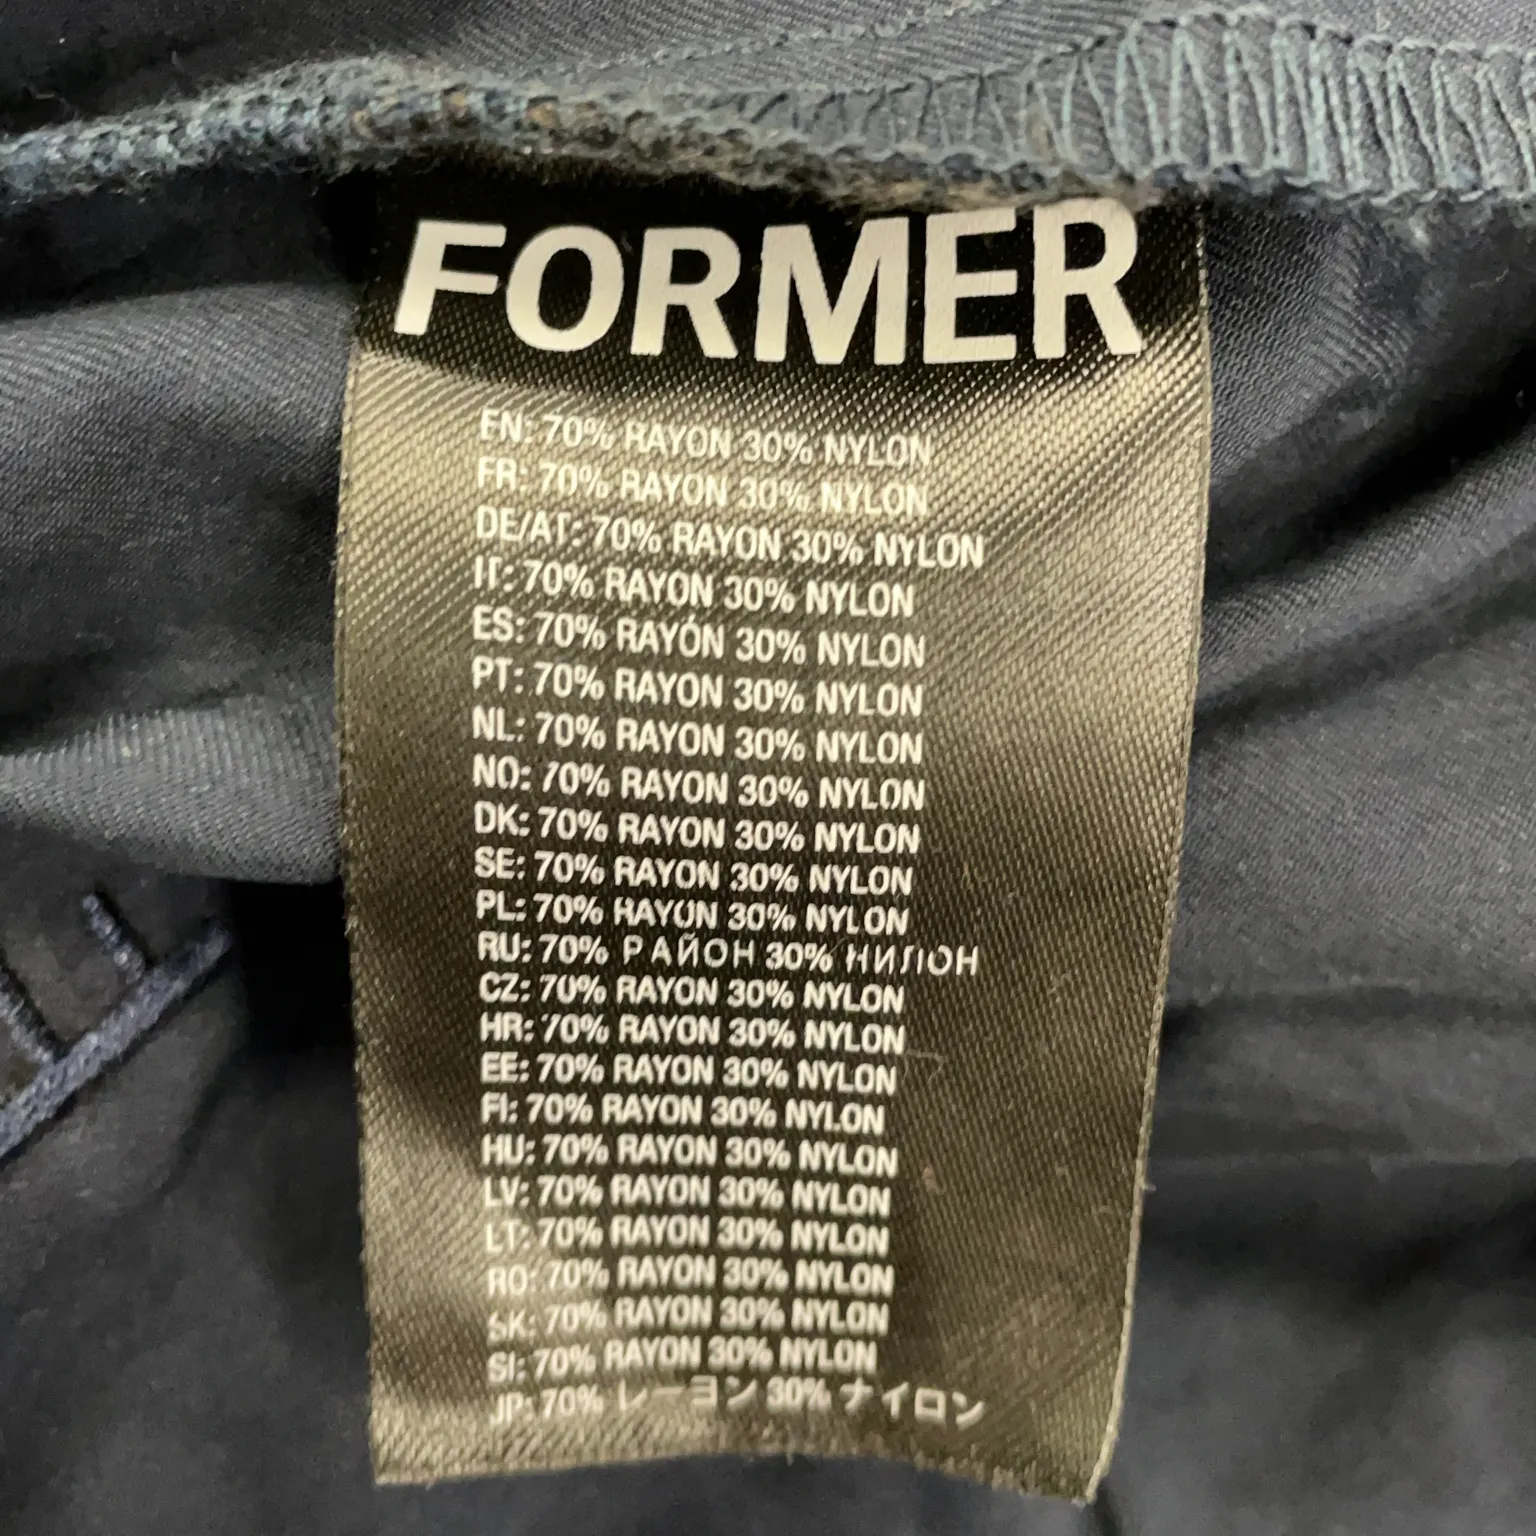 FORMER
EN: 70% RAYON 30% NYLON
FR: 70% RAYON 30% NYLON
DE/AT: 70% RAYON 30% NYLON
IT: 70% RAYON 30% NYLON
ES: 70% RAYÓN 30% NYLON
PT: 70% RAYON 30% NYLON
NL: 70% RAYON 30% NYLON
NO: 70% RAYON 30% NYLON
DK: 70% RAYON 30% NYLON
SE: 70% RAYON 30% NYLON
PL: 70% RAYON 30% NYLON
RU: 70% РАЙОН 30% НИЛОН
CZ: 70% RAYON 30% NYLON
HR: 70% RAYON 30% NYLON
EE: 70% RAYON 30% NYLON
FI: 70% RAYON 30% NYLON
HU: 70% RAYON 30% NYLON
LV: 70% RAYON 30% NYLON
LT: 70% RAYON 30% NYLON
RO: 70% RAYON 30% NYLON
SK: 70% RAYON 30% NYLON
SI: 70% RAYON 30% NYLON
JP: 70% レーヨン 30% ナイロン